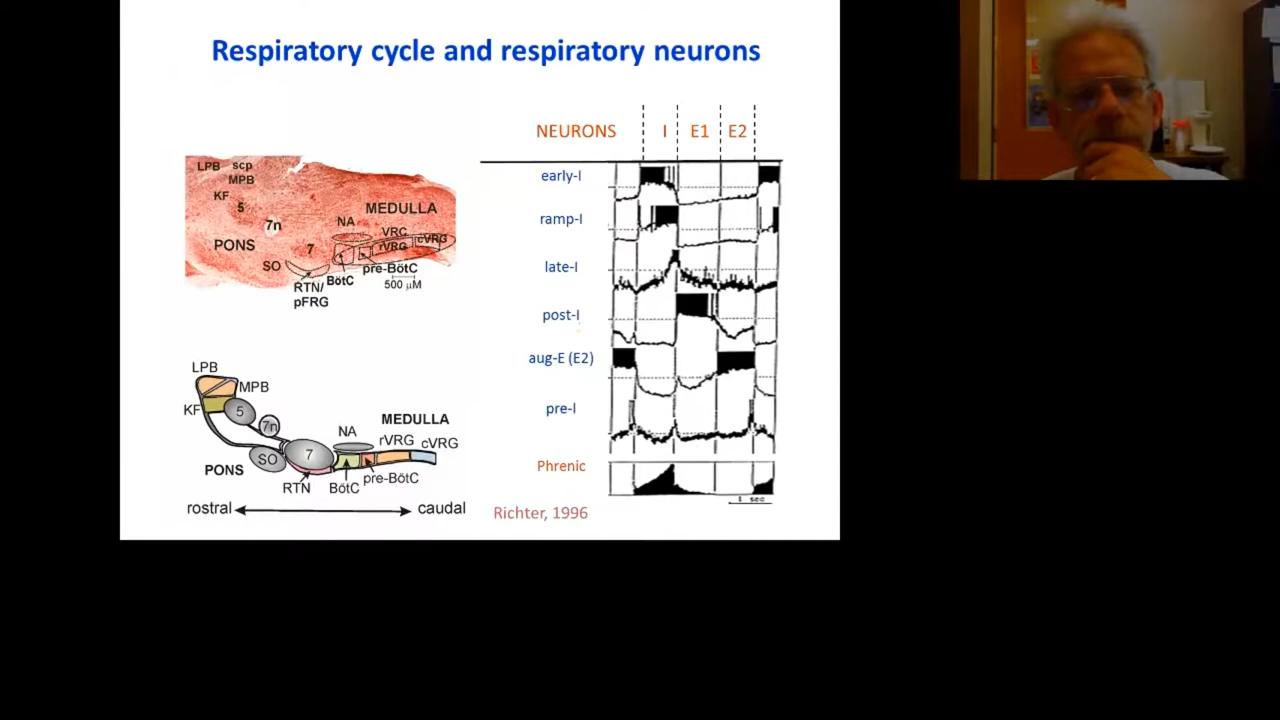 Respiratory cycle and respiratory neurons
LPB scp
MPB
KF
5
7n
MEDULLA
NA
VRC
cVRG
rVRG
PONS
7
SO
pre-BötC
BötC
RTN/
pFRG
500 µM
LPB
MPB
KF
5
7n
MEDULLA
NA
rVRG cVRG
PONS
SO
7
pre-BötC
RTN
BötC
rostral
caudal
NEURONS I E1 E2
early-I
ramp-I
late-I
post-I
aug-E (E2)
pre-I
Phrenic
1 sec
Richter, 1996